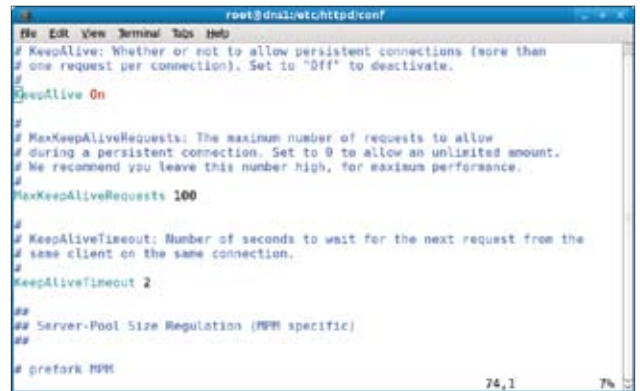 root@dns1:/etc/httpd/conf
File Edit View Terminal Tabs Help
# KeepAlive: Whether or not to allow persistent connections (more than
# one request per connection). Set to "Off" to deactivate.
#
KeepAlive On
#
# MaxKeepAliveRequests: The maximum number of requests to allow
# during a persistent connection. Set to 0 to allow an unlimited amount.
# We recommend you leave this number high, for maximum performance.
#
MaxKeepAliveRequests 100
#
# KeepAliveTimeout: Number of seconds to wait for the next request from the
# same client on the same connection.
#
KeepAliveTimeout 2
##
## Server-Pool Size Regulation (MPM specific)
##
# prefork MPM
74,1 7%